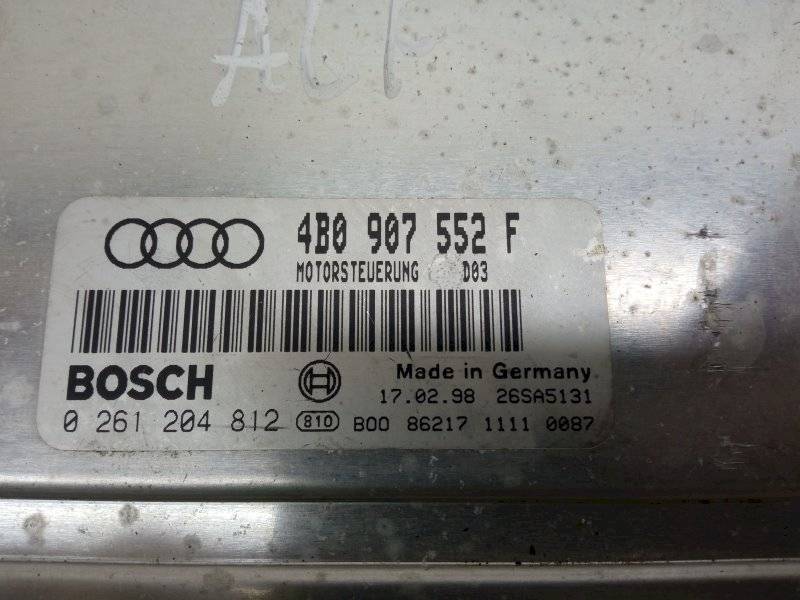 4B0 907 552 F
MOTORSTEUERUNG D03
BOSCH
Made in Germany
17.02.98 26SA5131
0 261 204 812 810 B00 86217 1111 0087